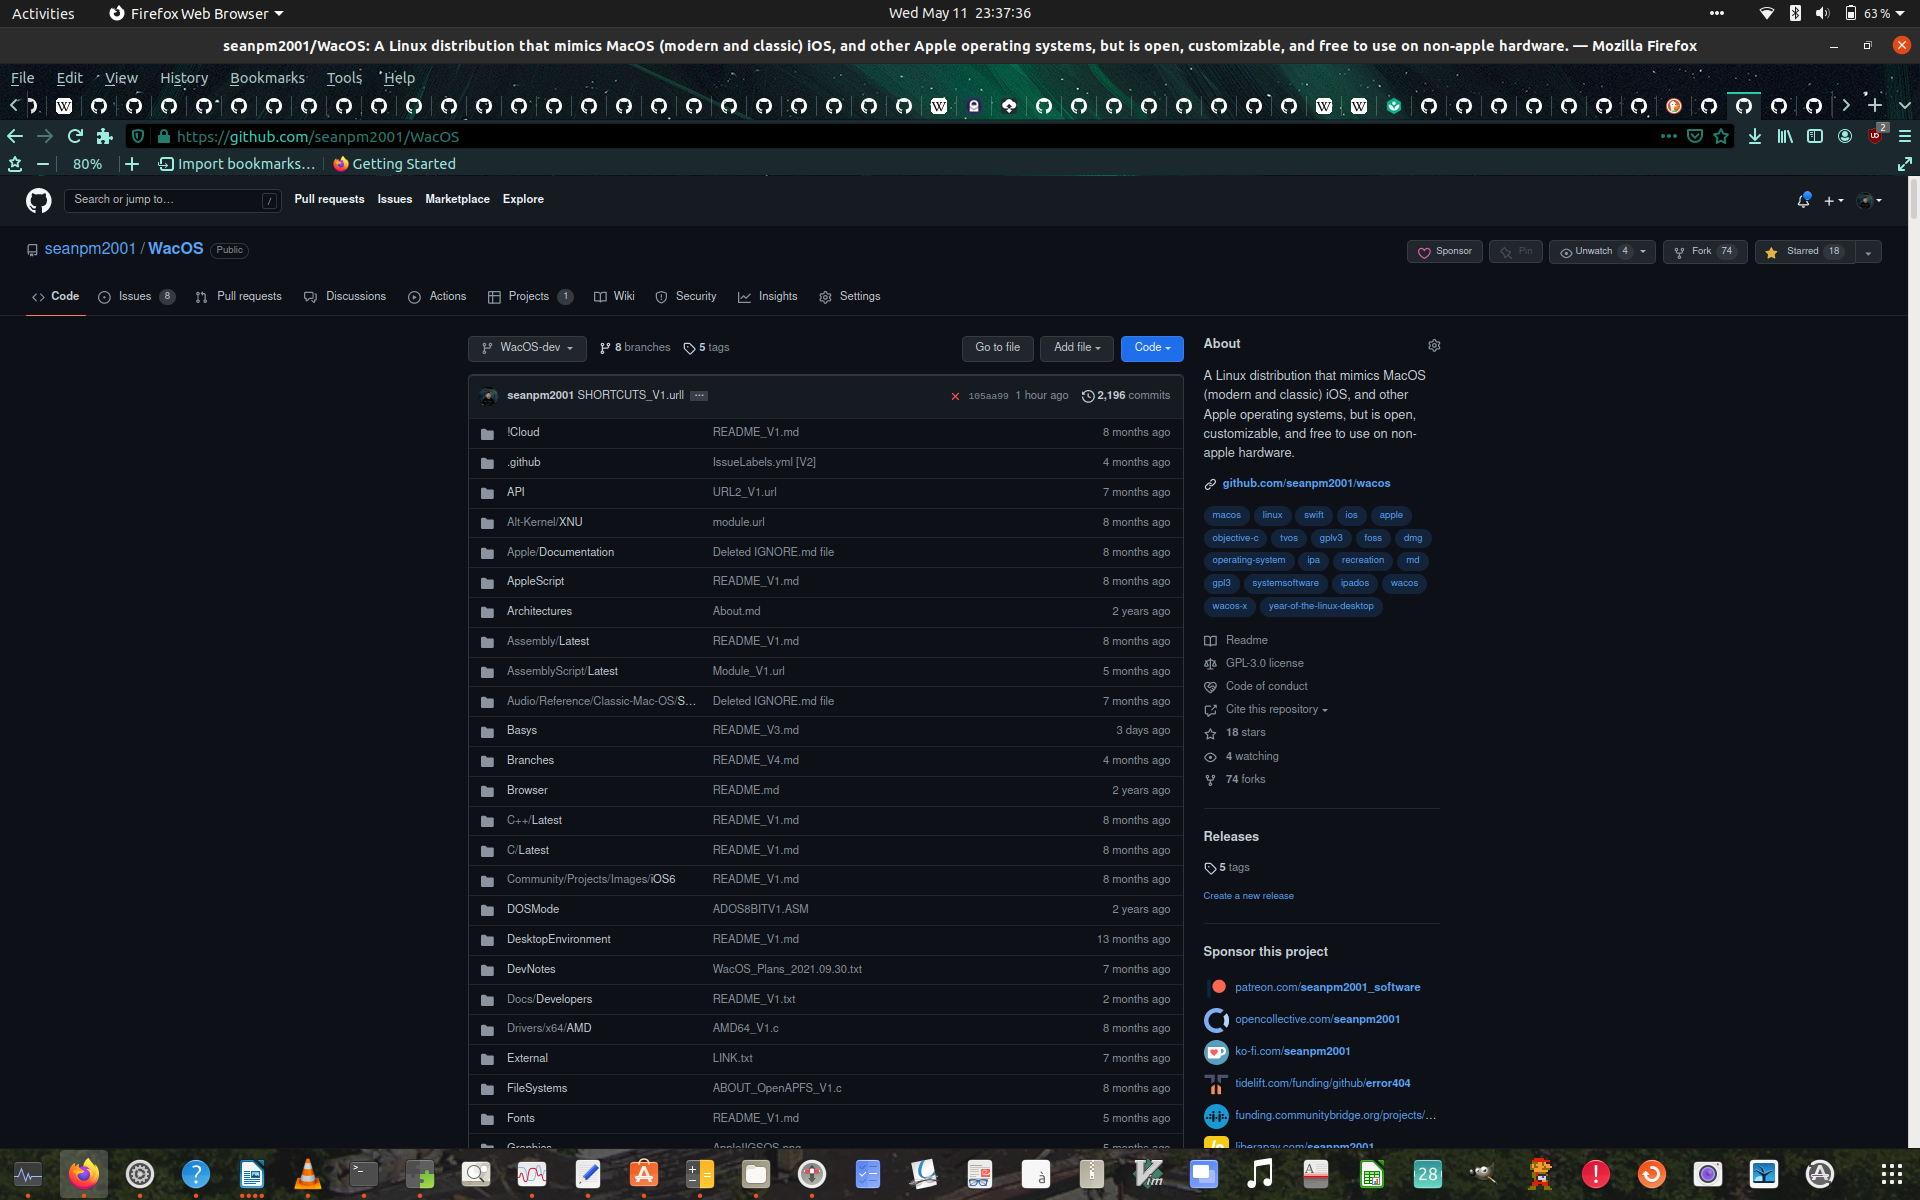 Activities Firefox Web Browser Wed May 11 23:37:36 63 %
seanpm2001/WacOS: A Linux distribution that mimics MacOS (modern and classic) iOS, and other Apple operating systems, but is open, customizable, and free to use on non-apple hardware. — Mozilla Firefox
File Edit View History Bookmarks Tools Help
https://github.com/seanpm2001/WacOS 2
80% Import bookmarks... Getting Started
Search or jump to... / Pull requests Issues Marketplace Explore
seanpm2001 / WacOS Public Sponsor Pin Unwatch 4 Fork 74 Starred 18
Code Issues 8 Pull requests Discussions Actions Projects 1 Wiki Security Insights Settings
WacOS-dev 8 branches 5 tags Go to file Add file Code
seanpm2001 SHORTCUTS_V1.urll ... 105aa99 1 hour ago 2,196 commits
!Cloud README_V1.md 8 months ago
.github IssueLabels.yml [V2] 4 months ago
API URL2_V1.url 7 months ago
Alt-Kernel/XNU module.url 8 months ago
Apple/Documentation Deleted IGNORE.md file 8 months ago
AppleScript README_V1.md 8 months ago
Architectures About.md 2 years ago
Assembly/Latest README_V1.md 8 months ago
AssemblyScript/Latest Module_V1.url 5 months ago
Audio/Reference/Classic-Mac-OS/S... Deleted IGNORE.md file 7 months ago
Basys README_V3.md 3 days ago
Branches README_V4.md 4 months ago
Browser README.md 2 years ago
C++/Latest README_V1.md 8 months ago
C/Latest README_V1.md 8 months ago
Community/Projects/Images/iOS6 README_V1.md 8 months ago
DOSMode ADOS8BITV1.ASM 2 years ago
DesktopEnvironment README_V1.md 13 months ago
DevNotes WacOS_Plans_2021.09.30.txt 7 months ago
Docs/Developers README_V1.txt 2 months ago
Drivers/x64/AMD AMD64_V1.c 8 months ago
External LINK.txt 7 months ago
FileSystems ABOUT_OpenAPFS_V1.c 8 months ago
Fonts README_V1.md 5 months ago
Graphics AppleIIGSOS.png 5 months ago
About
A Linux distribution that mimics MacOS
(modern and classic) iOS, and other
Apple operating systems, but is open,
customizable, and free to use on non-
apple hardware.
github.com/seanpm2001/wacos
macos linux swift ios apple
objective-c tvos gplv3 foss dmg
operating-system ipa recreation md
gpl3 systemsoftware ipados wacos
wacos-x year-of-the-linux-desktop
Readme
GPL-3.0 license
Code of conduct
Cite this repository
18 stars
4 watching
74 forks
Releases
5 tags
Create a new release
Sponsor this project
patreon.com/seanpm2001_software
opencollective.com/seanpm2001
ko-fi.com/seanpm2001
tidelift.com/funding/github/error404
funding.communitybridge.org/projects/...
liberapay.com/seanpm2001
28